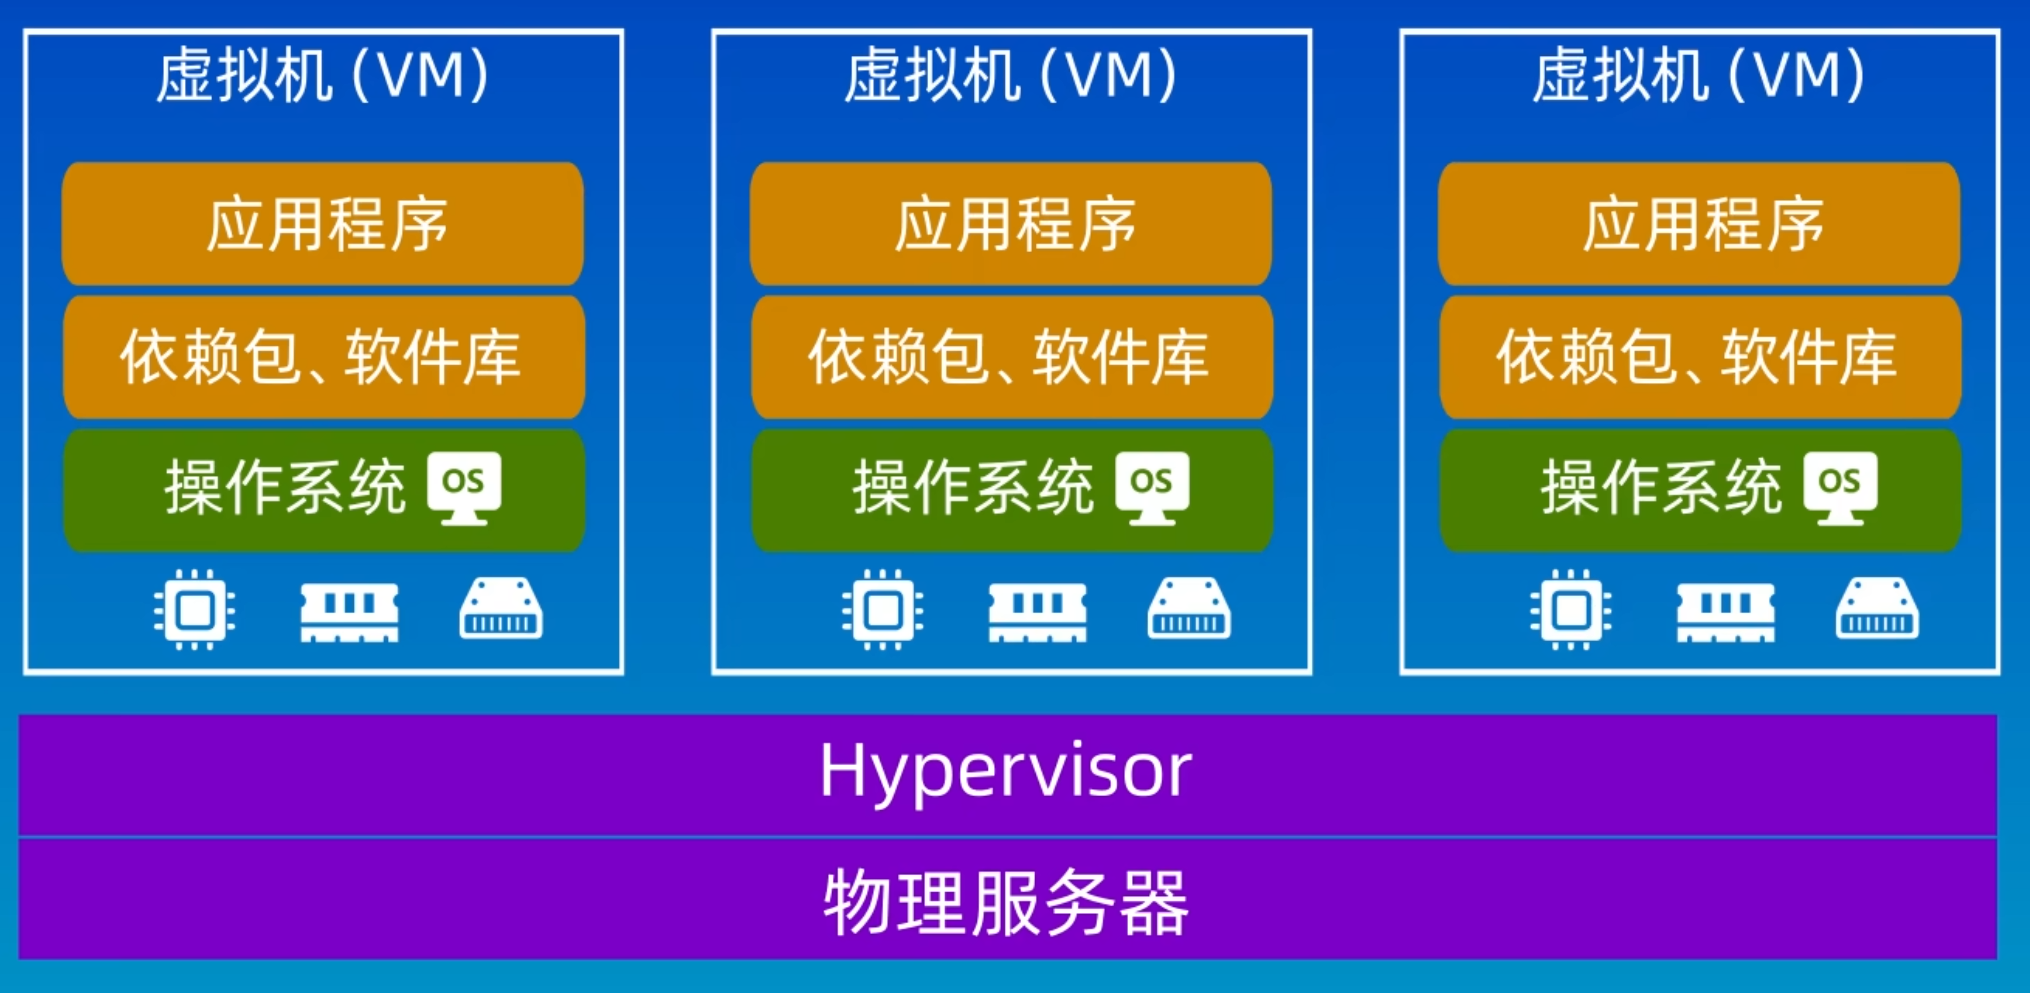 虚拟机 (VM)
应用程序
依赖包、软件库
操作系统 OS
虚拟机 (VM)
应用程序
依赖包、软件库
操作系统 OS
虚拟机 (VM)
应用程序
依赖包、软件库
操作系统 OS
Hypervisor
物理服务器